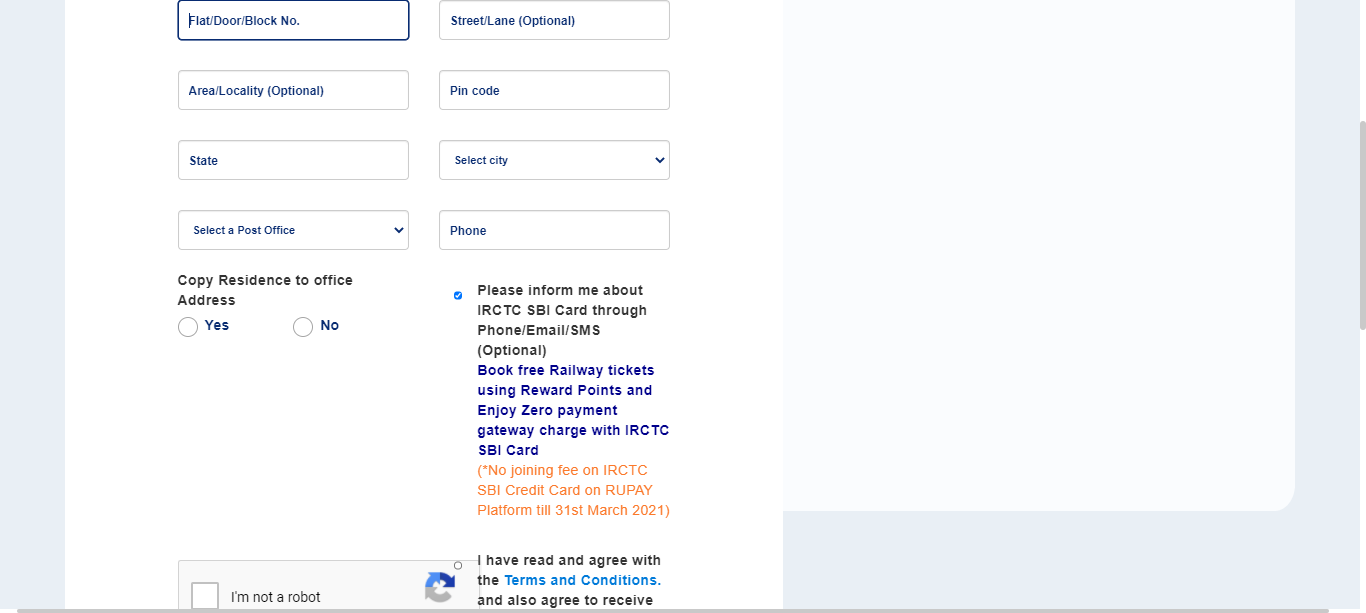 Flat/Door/Block No.
Street/Lane (Optional)
Area/Locality (Optional)
Pin code
State
Select city
Select a Post Office
Phone
Copy Residence to office
Address
Yes
No
Please inform me about
IRCTC SBI Card through
Phone/Email/SMS
(Optional)
Book free Railway tickets
using Reward Points and
Enjoy Zero payment
gateway charge with IRCTC
SBI Card
(*No joining fee on IRCTC
SBI Credit Card on RUPAY
Platform till 31st March 2021)
I'm not a robot
I have read and agree with
the Terms and Conditions.
and also agree to receive